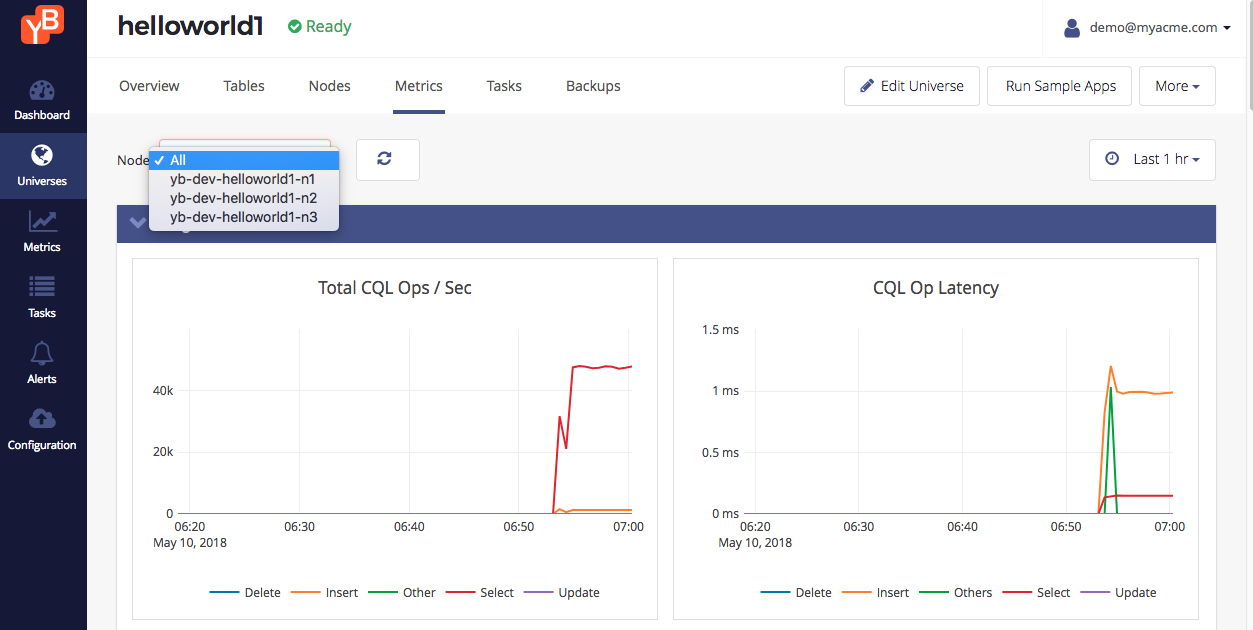 YB
helloworld1 Ready
demo@myacme.com
Dashboard
Universes
Metrics
Tasks
Alerts
Configuration
Overview Tables Nodes Metrics Tasks Backups
Edit Universe Run Sample Apps More
Node
All
yb-dev-helloworld1-n1
yb-dev-helloworld1-n2
yb-dev-helloworld1-n3
Last 1 hr
Total CQL Ops / Sec
40k
20k
0
06:20 06:30 06:40 06:50 07:00
May 10, 2018
Delete Insert Other Select Update
CQL Op Latency
1.5 ms
1 ms
0.5 ms
0 ms
06:20 06:30 06:40 06:50 07:00
May 10, 2018
Delete Insert Others Select Update